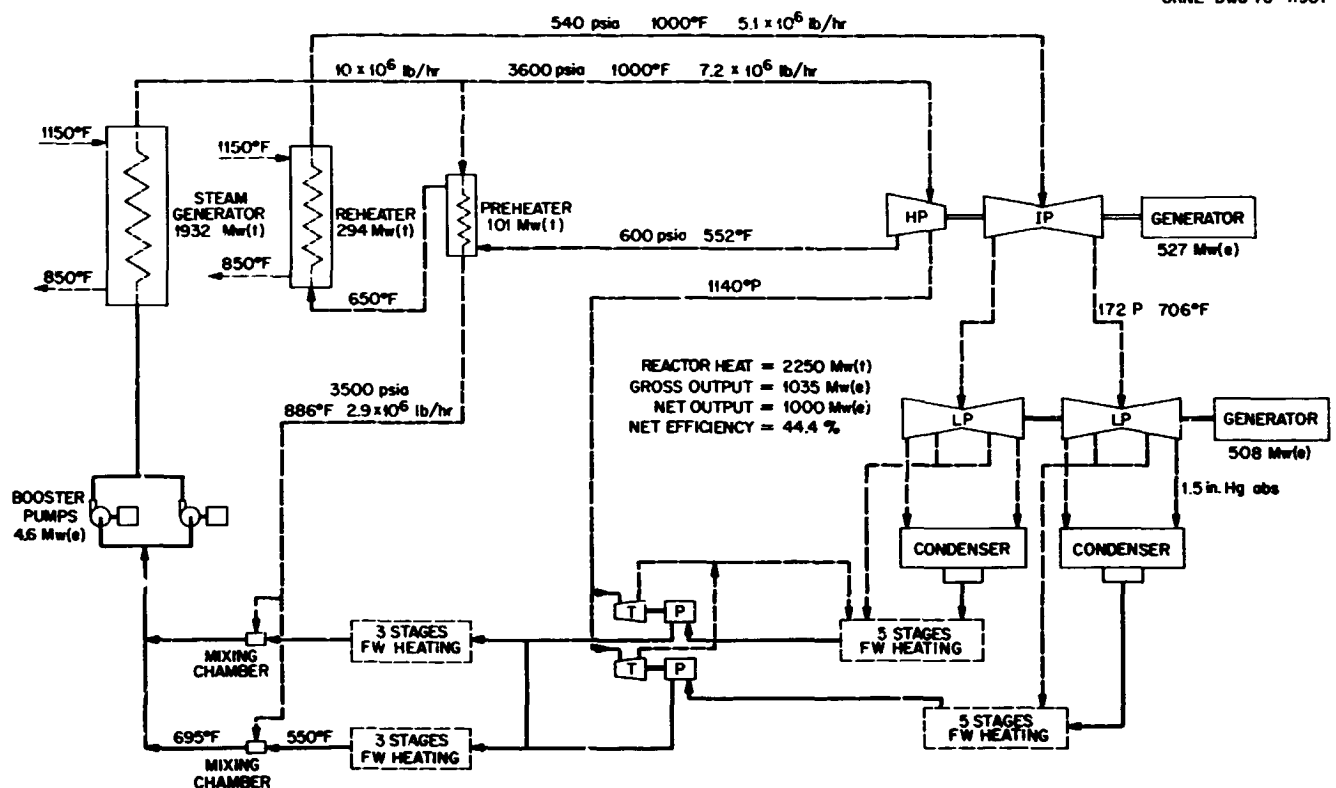 540 psia 1000°F 5.1 x 10⁶ lb/hr
10 x 10⁶ lb/hr
3600 psia 1000°F 7.2 x 10⁶ lb/hr
1150°F
1150°F
STEAM
GENERATOR
1932 Mw(t)
REHEATER
294 Mw(t)
PREHEATER
101 Mw(t)
HP
IP
GENERATOR
527 Mw(e)
600 psia 552°F
850°F
850°F
650°F
1140°P
172 P 706°F
REACTOR HEAT = 2250 Mw(t)
GROSS OUTPUT = 1035 Mw(e)
NET OUTPUT = 1000 Mw(e)
NET EFFICIENCY = 44.4 %
3500 psia
886°F 2.9x10⁶ lb/hr
LP
LP
GENERATOR
508 Mw(e)
1.5 in. Hg abs
BOOSTER
PUMPS
4.6 Mw(e)
CONDENSER
CONDENSER
T
P
3 STAGES
FW HEATING
5 STAGES
FW HEATING
MIXING
CHAMBER
T
P
695°F
550°F
3 STAGES
FW HEATING
5 STAGES
FW HEATING
MIXING
CHAMBER